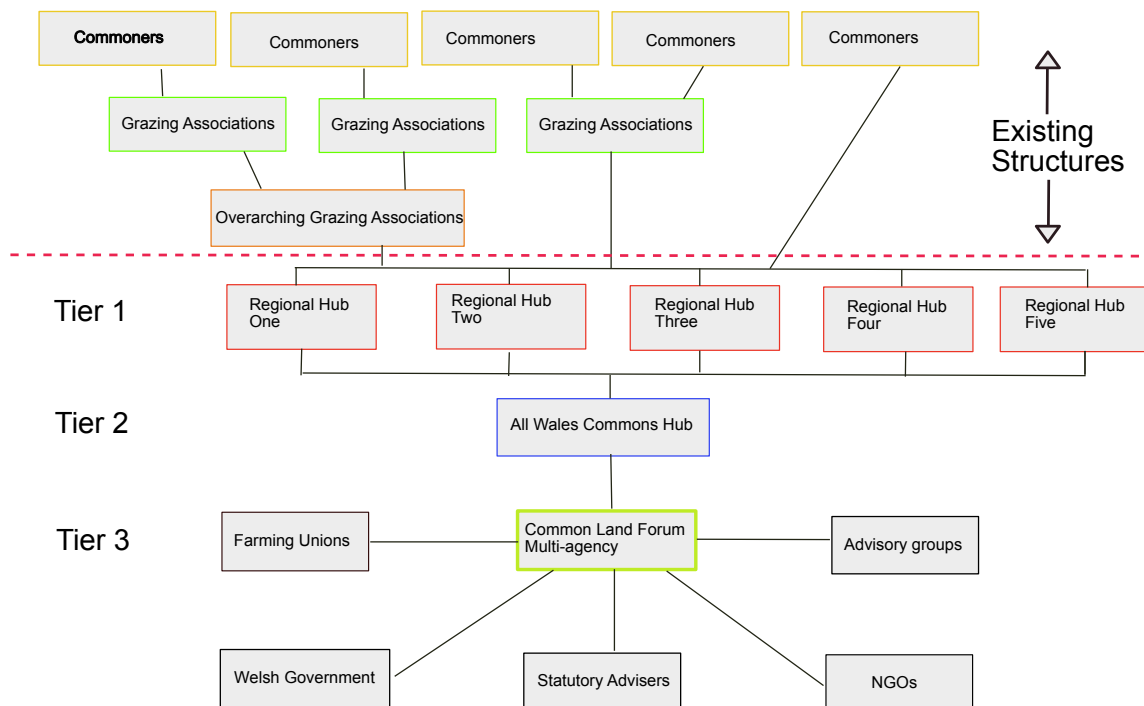 Commoners
Commoners
Commoners
Commoners
Commoners
Grazing Associations
Grazing Associations
Grazing Associations
Existing
Structures
Overarching Grazing Associations
Tier 1
Regional Hub
One
Regional Hub
Two
Regional Hub
Three
Regional Hub
Four
Regional Hub
Five
Tier 2
All Wales Commons Hub
Tier 3
Farming Unions
Common Land Forum
Multi-agency
Advisory groups
Welsh Government
Statutory Advisers
NGOs